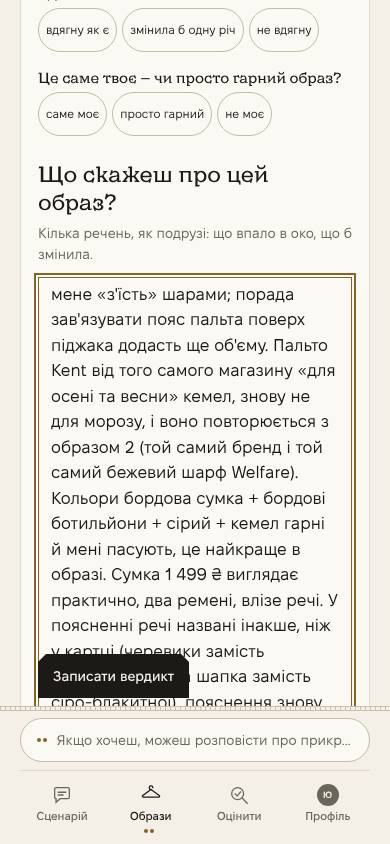 вдягну як є
змінила б одну річ
не вдягну
Це саме твоє — чи просто гарний образ?
саме моє
просто гарний
не моє
Що скажеш про цей
образ?
Кілька речень, як подрузі: що впало в око, що б
змінила.
мене «з'їсть» шарами; порада
зав'язувати пояс пальта поверх
піджака додасть ще об'єму. Пальто
Kent від того самого магазину «для
осені та весни» кемел, знову не
для морозу, і воно повторюється з
образом 2 (той самий бренд і той
самий бежевий шарф Welfare).
Кольори бордова сумка + бордові
ботильйони + сірий + кемел гарні
й мені пасують, це найкраще в
образі. Сумка 1 499 ₴ виглядає
практично, два ремені, влізе речі. У
поясненні речі названі інакше, ніж
у картці (черевики замість
шапка замість
Записати вердикт
сіро-блакитної), пояснення знову
Якщо хочеш, можеш розповісти про прикр...
Сценарій
Образи
Оцінити
Ю
Профіль